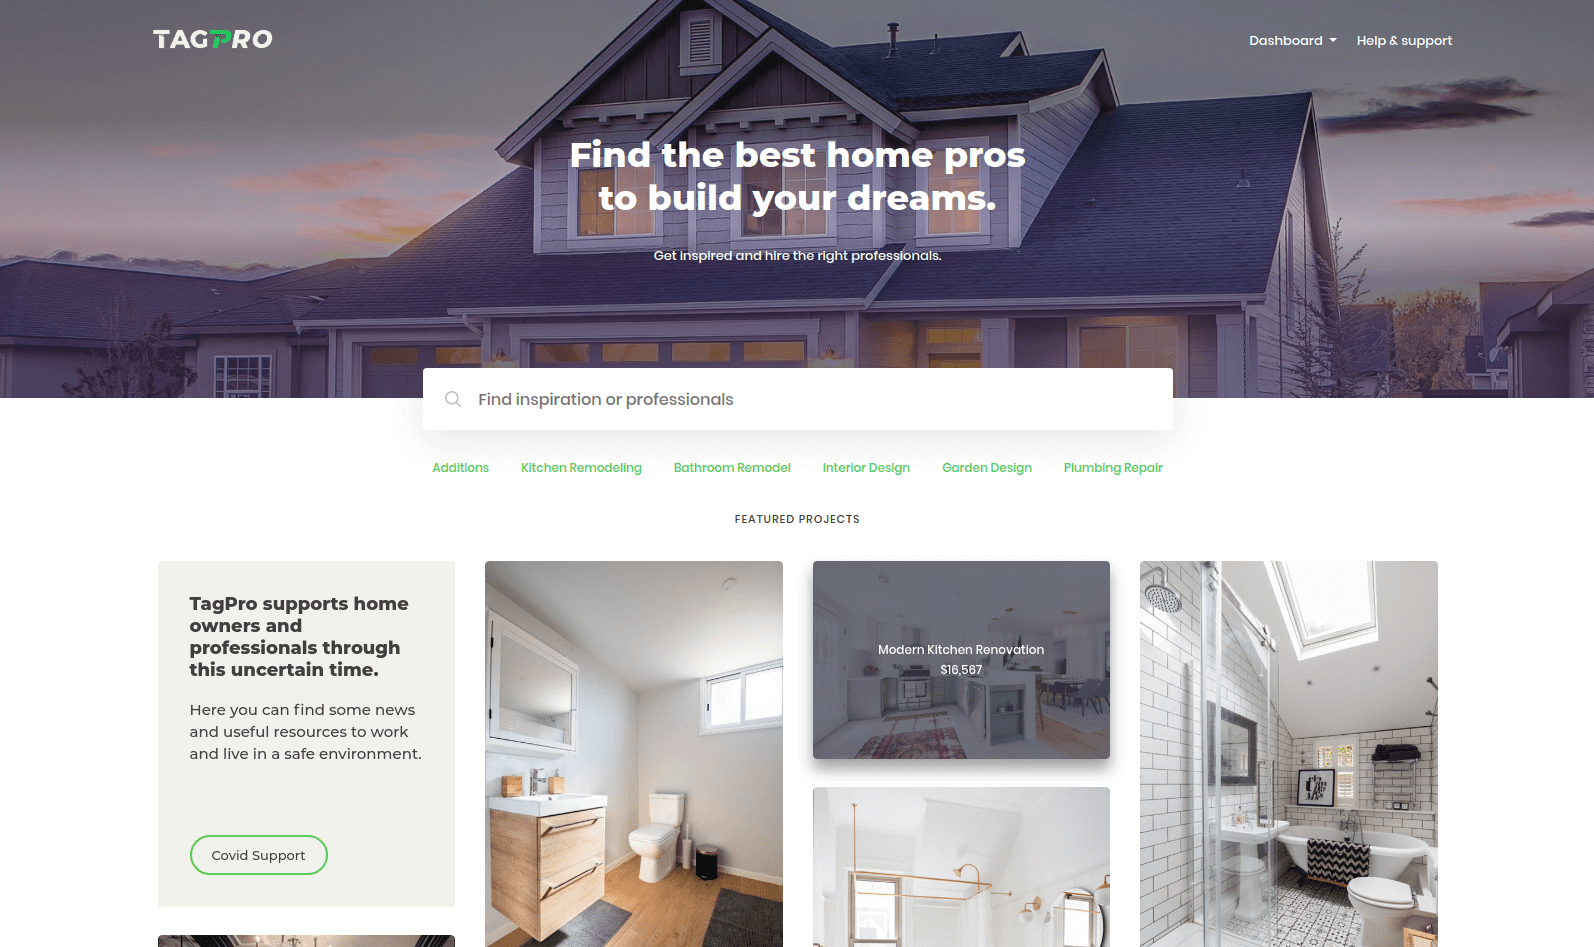 TAGPRO
Dashboard
Help & support
Find the best home pros
to build your dreams.
Get inspired and hire the right professionals.
Find inspiration or professionals
Additions
Kitchen Remodeling
Bathroom Remodel
Interior Design
Garden Design
Plumbing Repair
FEATURED PROJECTS
TagPro supports home
owners and
professionals through
this uncertain time.
Here you can find some news
and useful resources to work
and live in a safe environment.
Covid Support
Modern Kitchen Renovation
$16,567